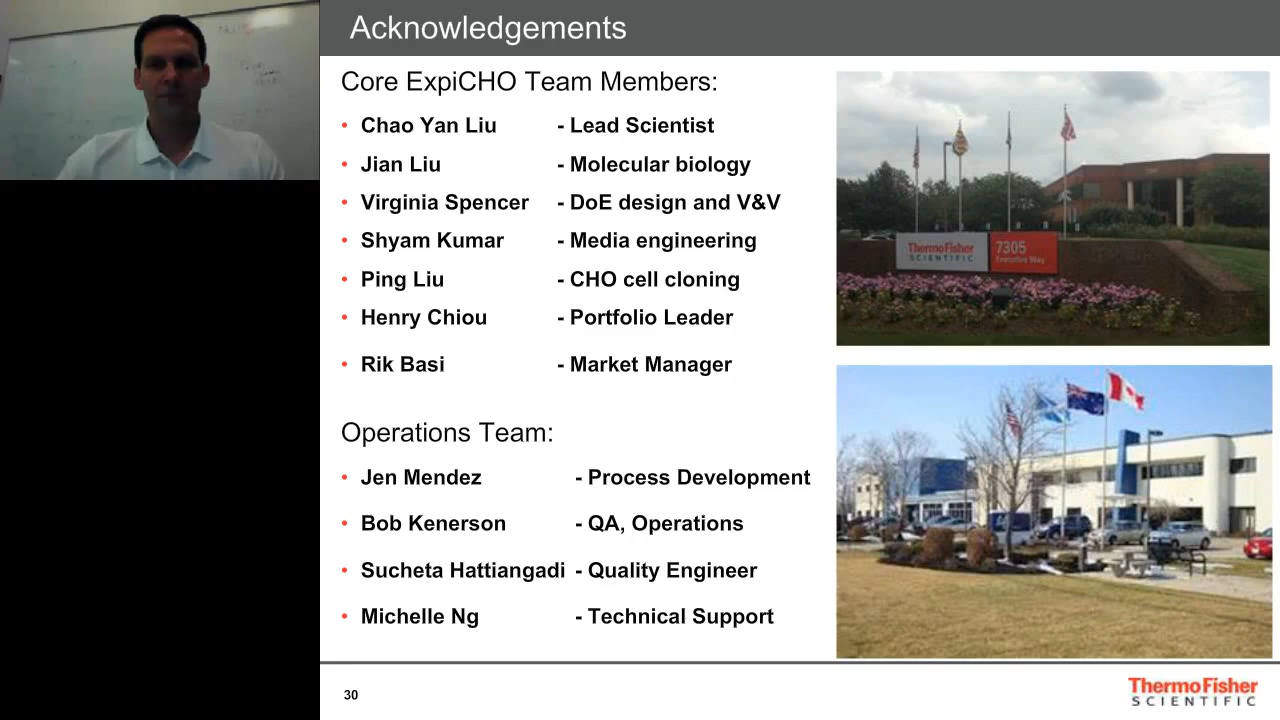 Acknowledgements
Core ExpiCHO Team Members:
• Chao Yan Liu - Lead Scientist
• Jian Liu - Molecular biology
• Virginia Spencer - DoE design and V&V
• Shyam Kumar - Media engineering
• Ping Liu - CHO cell cloning
• Henry Chiou - Portfolio Leader
• Rik Basi - Market Manager
Operations Team:
• Jen Mendez - Process Development
• Bob Kenerson - QA, Operations
• Sucheta Hattiangadi - Quality Engineer
• Michelle Ng - Technical Support
ThermoFisher
SCIENTIFIC
7305
Executive Way
30
ThermoFisher
SCIENTIFIC